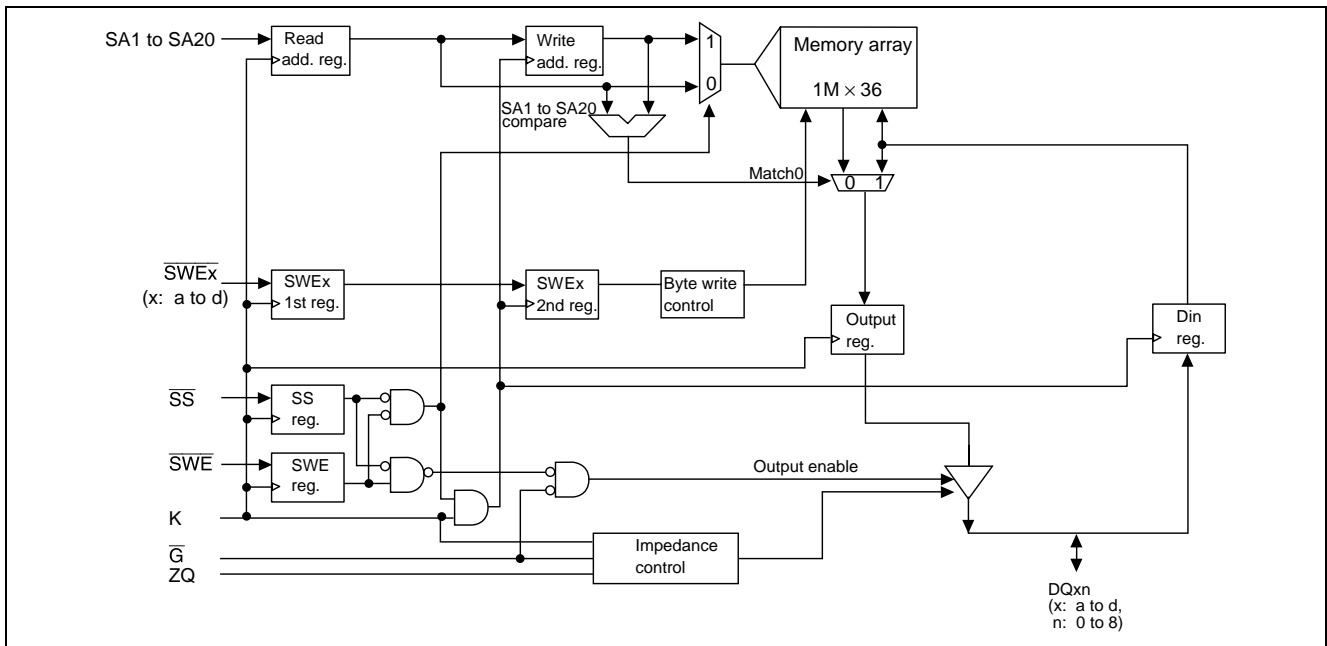 SA1 to SA20
Read
add. reg.
Write
add. reg.
1
0
Memory array
1M × 36
SA1 to SA20
compare
Match0
0 1
SWEx
(x: a to d)
SWEx
1st reg.
SWEx
2nd reg.
Byte write
control
Output
reg.
Din
reg.
SS
SS
reg.
SWE
SWE
reg.
Output enable
K
G
ZQ
Impedance
control
DQxn
(x: a to d,
n: 0 to 8)